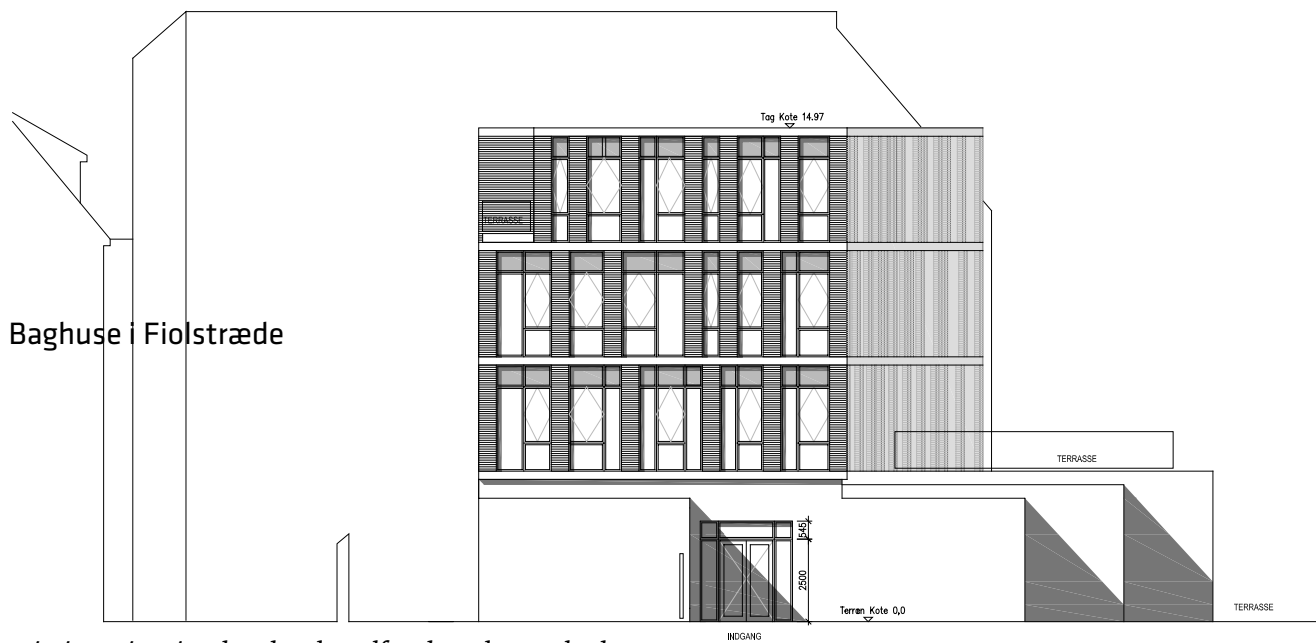 Tag Kote 14.97
TERRASSE
Baghuse i Fiolstræde
TERRASSE
545
2500
Terræn Kote 0,0
TERRASSE
INDGANG